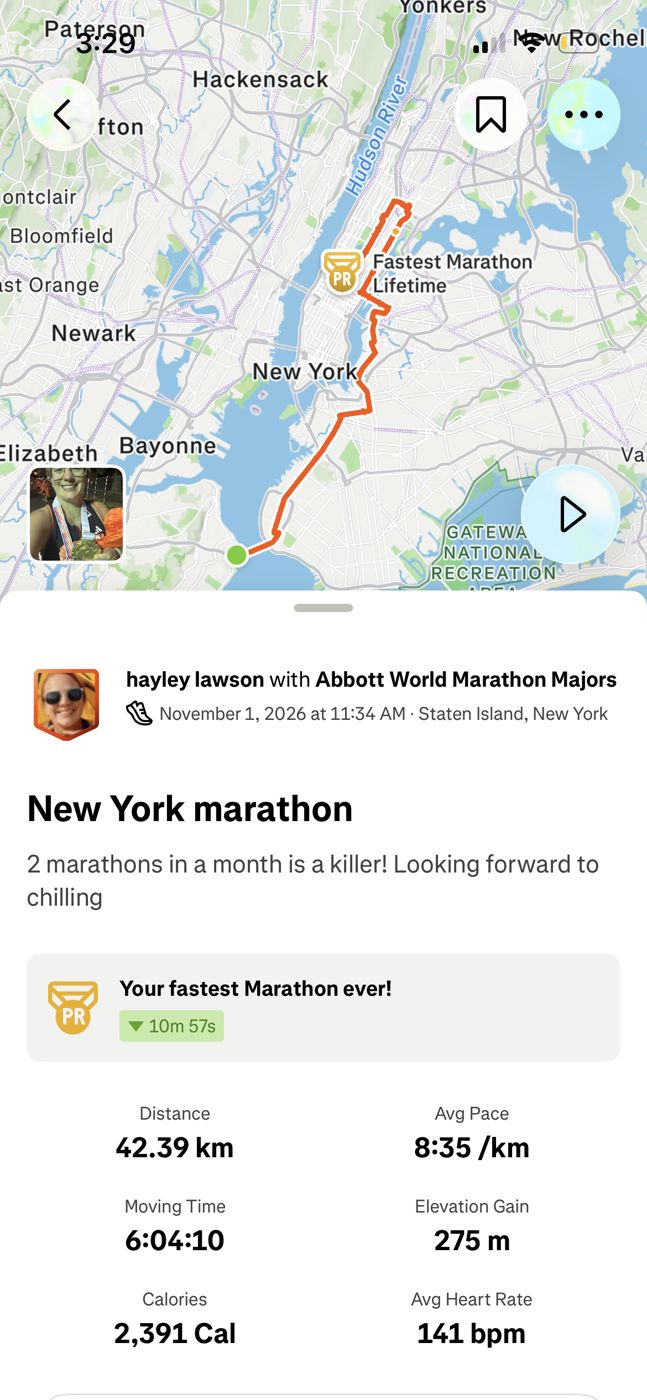 Yonkers
Paterson
3:29
New Rochel
Hackensack
fton
Hudson River
ontclair
Bloomfield
ast Orange
PR
Fastest Marathon
Lifetime
Newark
New York
Elizabeth
Bayonne
Va
GATEWA
NATIONAL
RECREATION
hayley lawson with Abbott World Marathon Majors
November 1, 2026 at 11:34 AM · Staten Island, New York
New York marathon
2 marathons in a month is a killer! Looking forward to
chilling
PR
Your fastest Marathon ever!
10m 57s
Distance
Avg Pace
42.39 km
8:35 /km
Moving Time
Elevation Gain
6:04:10
275 m
Calories
Avg Heart Rate
2,391 Cal
141 bpm